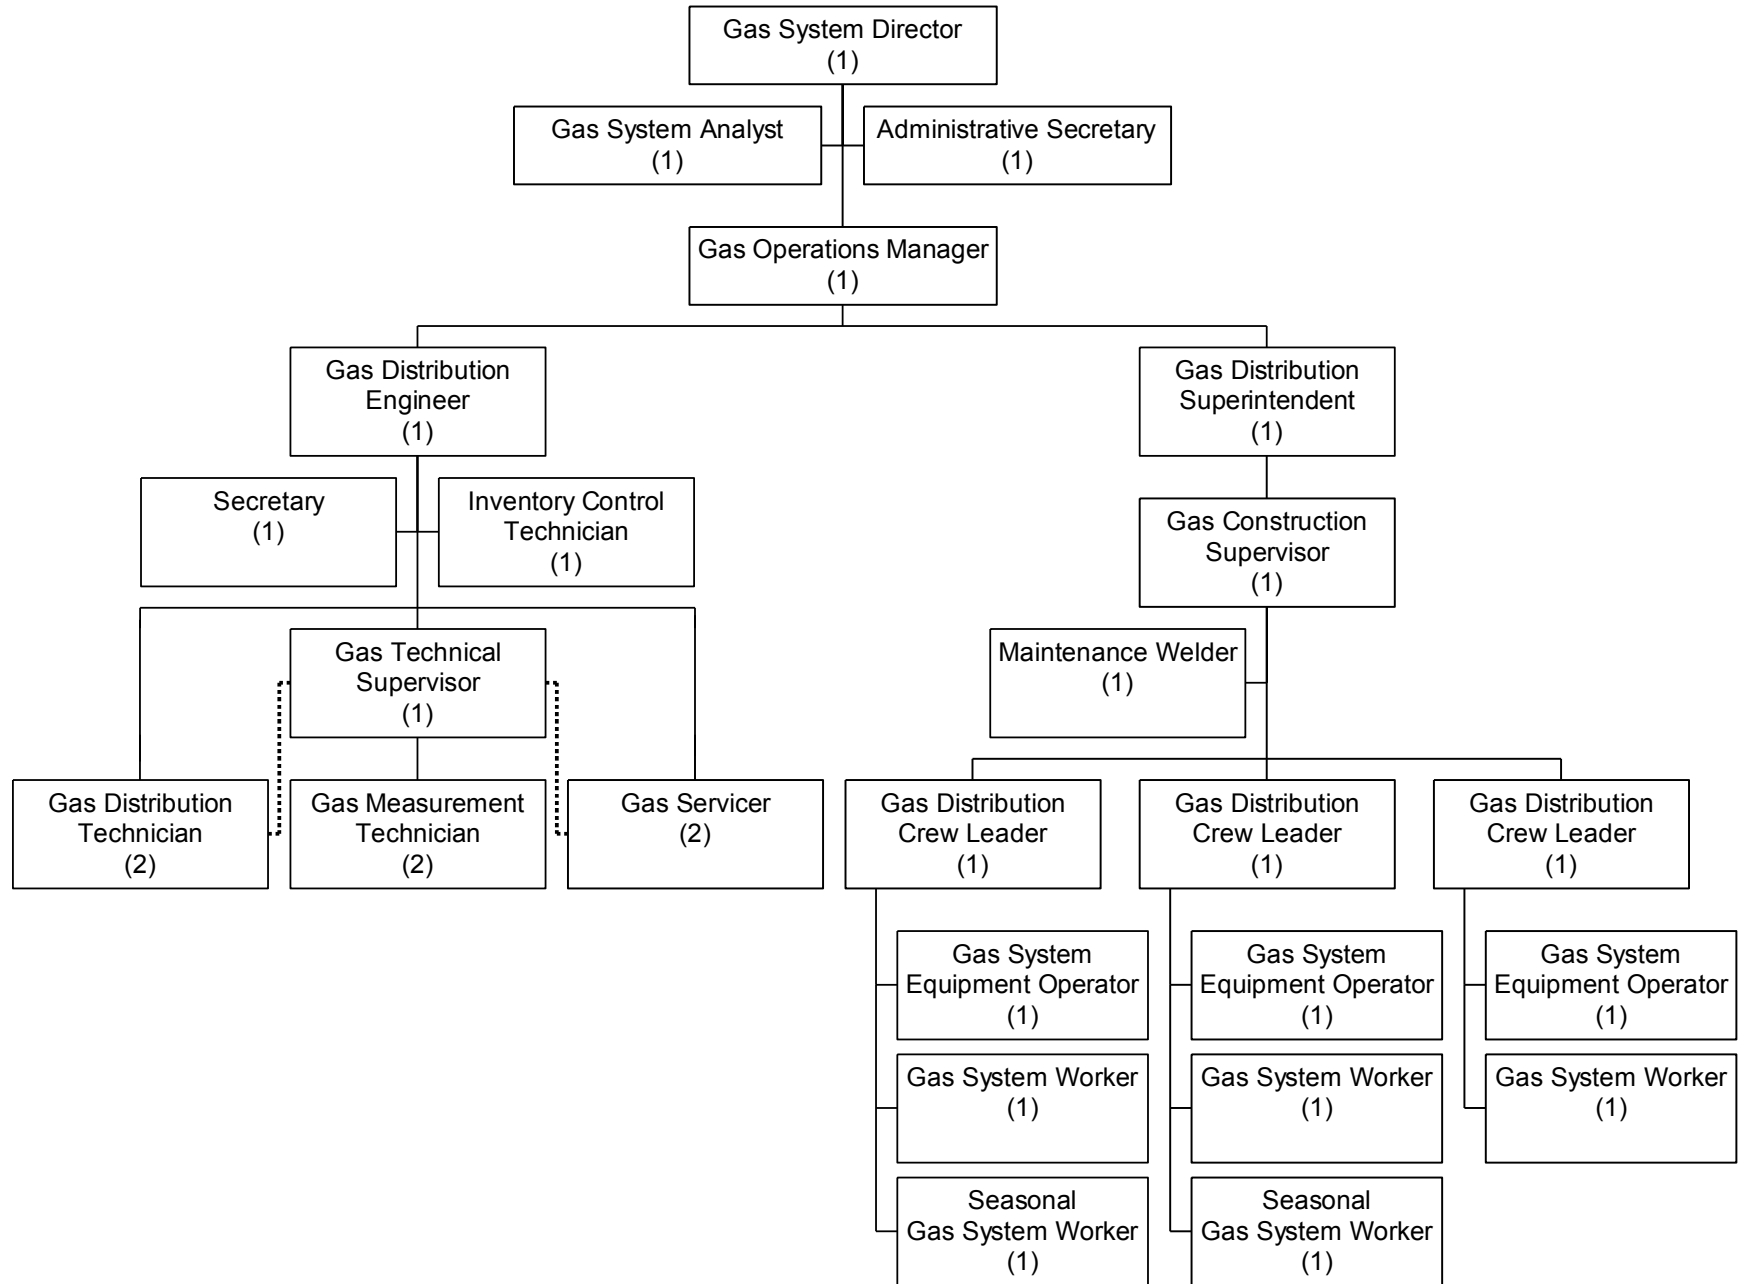 Gas System Director
(1)
Gas System Analyst
(1)
Administrative Secretary
(1)
Gas Operations Manager
(1)
Gas Distribution
Engineer
(1)
Gas Distribution
Superintendent
(1)
Secretary
(1)
Inventory Control
Technician
(1)
Gas Construction
Supervisor
(1)
Gas Technical
Supervisor
(1)
Maintenance Welder
(1)
Gas Distribution
Technician
(2)
Gas Measurement
Technician
(2)
Gas Servicer
(2)
Gas Distribution
Crew Leader
(1)
Gas Distribution
Crew Leader
(1)
Gas Distribution
Crew Leader
(1)
Gas System
Equipment Operator
(1)
Gas System
Equipment Operator
(1)
Gas System
Equipment Operator
(1)
Gas System Worker
(1)
Gas System Worker
(1)
Gas System Worker
(1)
Seasonal
Gas System Worker
(1)
Seasonal
Gas System Worker
(1)